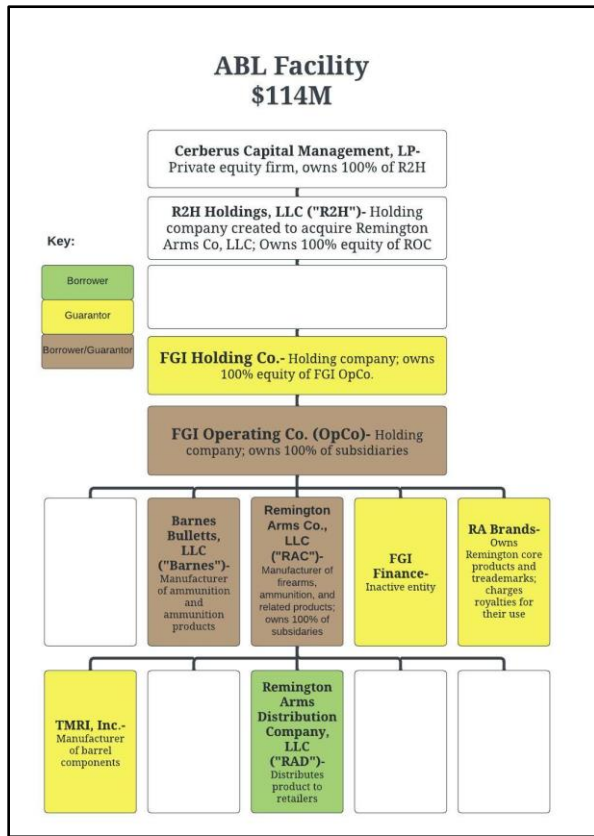 ABL Facility
$114M
Cerberus Capital Management, LP-
Private equity firm, owns 100% of R2H
R2H Holdings, LLC ("R2H")- Holding
company created to acquire Remington
Arms Co, LLC; Owns 100% equity of ROC
Key:
Borrower
Guarantor
Borrower/Guarantor
FGI Holding Co.- Holding company; owns
100% equity of FGI OpCo.
FGI Operating Co. (OpCo)- Holding
company; owns 100% of subsidiaries
Barnes
Bulletts,
LLC
("Barnes")-
Manufacturer
of ammunition
and
ammunition
products
Remington
Arms Co.,
LLC
("RAC")-
Manufacturer of
firearms,
ammunition, and
related products;
owns 100% of
subsidaries
FGI
Finance-
Inactive entity
RA Brands-
Owns
Remington core
products and
treademarks;
charges
royalties for
their use
TMRI, Inc.-
Manufacturer
of barrel
components
Remington
Arms
Distribution
Company,
LLC
("RAD")-
Distributes
product to
retailers